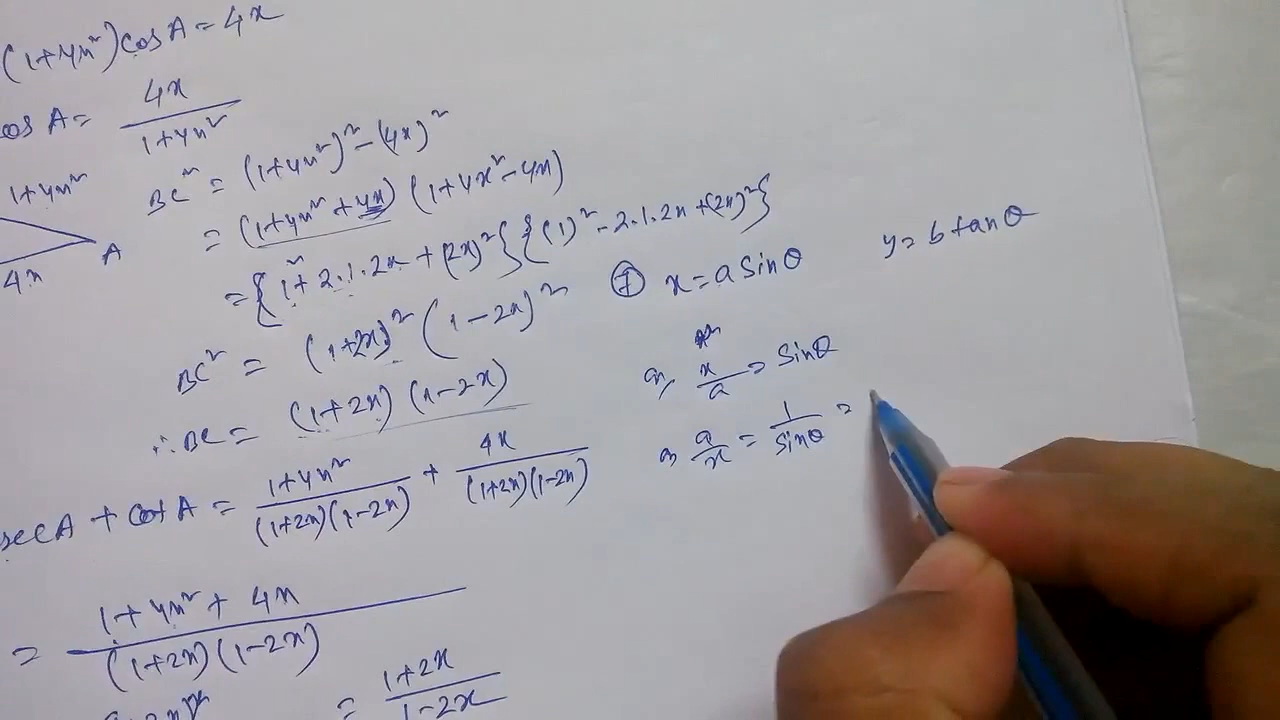 (1+4x²) cos A = 4x
cos A = 4x / 1+4x²
1+4x²
A
4x
BC² = (1+4x²)² - (4x)²
= (1+4x²+4x) (1+4x²-4x)
= {1²+2.1.2x+(2x)²} {(1)²-2.1.2x+(2x)²}
BC² = (1+2x)² (1-2x)²
∴ BC = (1+2x) (1-2x)
sec A + cot A = 1+4x² / (1+2x)(1-2x) + 4x / (1+2x)(1-2x)
= 1+4x²+4x / (1+2x)(1-2x)
= 1+2x / 1-2x
① x = a sinθ y = b tanθ
x / a = sinθ
a / x = 1 / sinθ =